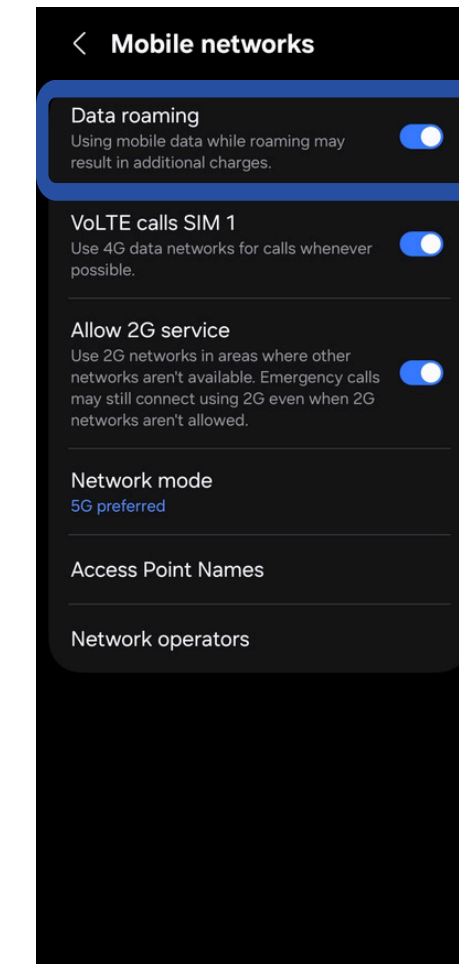 Mobile networks
Data roaming
Using mobile data while roaming may
result in additional charges.
VoLTE calls SIM 1
Use 4G data networks for calls whenever
possible.
Allow 2G service
Use 2G networks in areas where other
networks aren't available. Emergency calls
may still connect using 2G even when 2G
networks aren't allowed.
Network mode
5G preferred
Access Point Names
Network operators